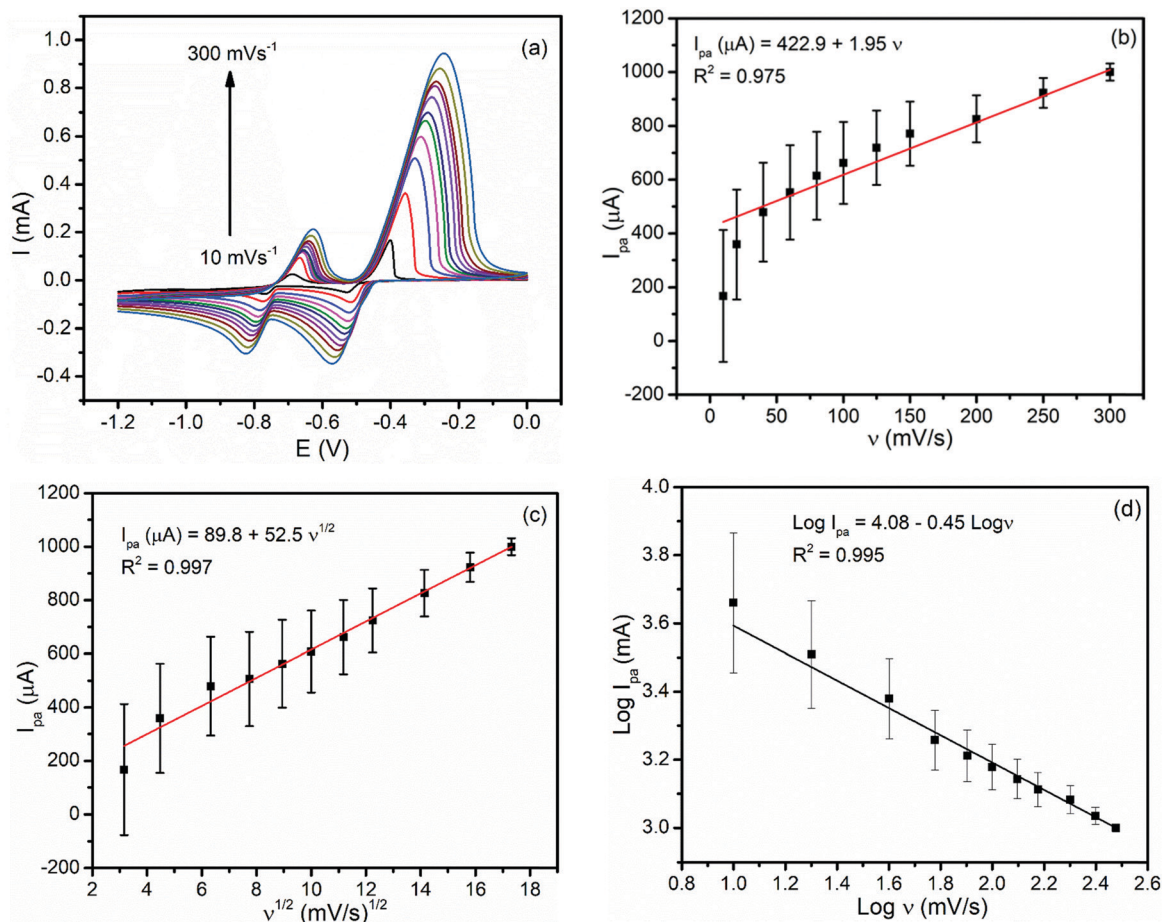 (a)
300 mVs⁻¹
10 mVs⁻¹
1.0
0.8
0.6
0.4
0.2
0.0
-0.2
-0.4
I (mA)
-1.2 -1.0 -0.8 -0.6 -0.4 -0.2 0.0
E (V)
(b)
I_pa (µA) = 422.9 + 1.95 ν
R² = 0.975
1200
1000
800
600
400
200
0
-200
I_pa (µA)
0 50 100 150 200 250 300
ν (mV/s)
(c)
I_pa (µA) = 89.8 + 52.5 ν^1/2
R² = 0.997
1200
1000
800
600
400
200
0
-200
I_pa (µA)
2 4 6 8 10 12 14 16 18
ν^1/2 (mV/s)^1/2
(d)
Log I_pa = 4.08 - 0.45 Logν
R² = 0.995
4.0
3.8
3.6
3.4
3.2
3.0
Log I_pa (mA)
0.8 1.0 1.2 1.4 1.6 1.8 2.0 2.2 2.4 2.6
Log ν (mV/s)